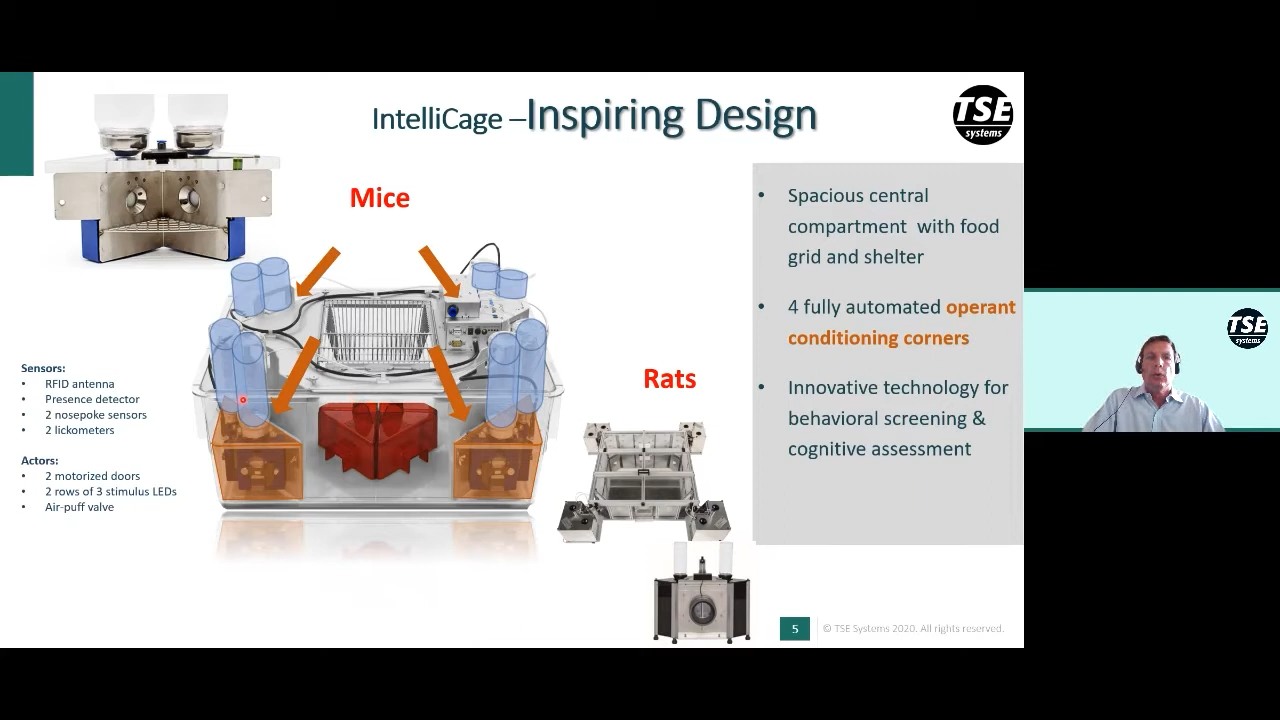 IntelliCage –Inspiring Design
TSE
systems
Mice
Rats
Sensors:
• RFID antenna
• Presence detector
• 2 nosepoke sensors
• 2 lickometers
Actors:
• 2 motorized doors
• 2 rows of 3 stimulus LEDs
• Air-puff valve
• Spacious central
compartment with food
grid and shelter
• 4 fully automated operant
conditioning corners
• Innovative technology for
behavioral screening &
cognitive assessment
5
© TSE Systems 2020. All rights reserved.
TSE
systems